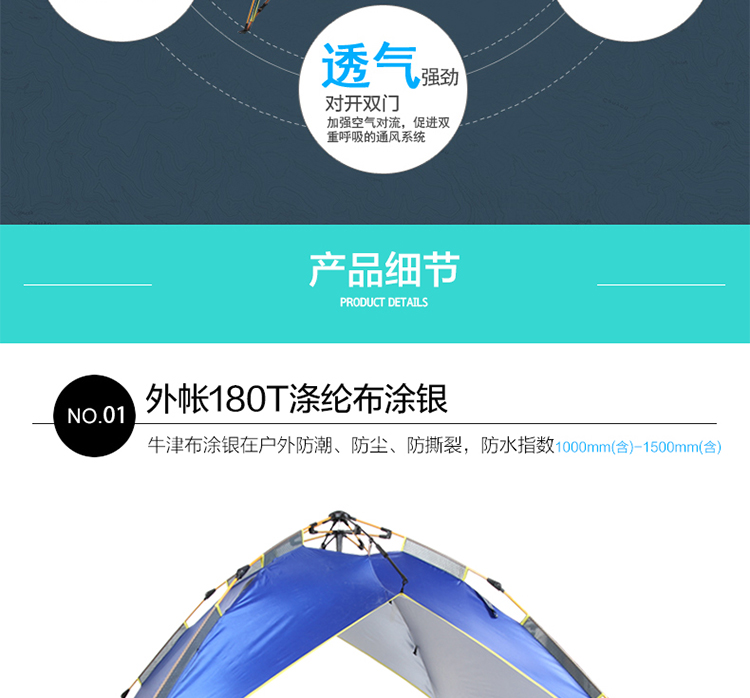 透气强劲
对开双门
加强空气对流，促进双
重呼吸的通风系统
产品细节
PRODUCT DETAILS
NO.01
外帐180T涤纶布涂银
牛津布涂银在户外防潮、防尘、防撕裂，防水指数1000mm(含)-1500mm(含)